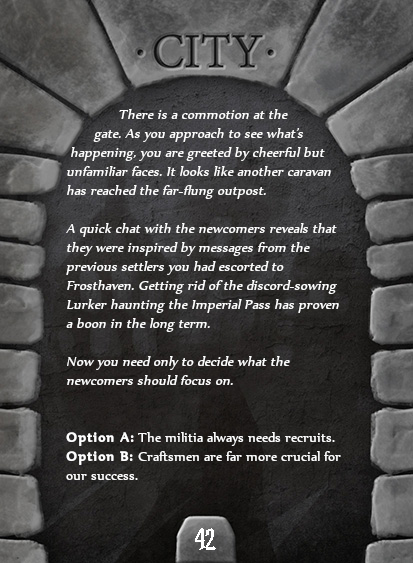 · CITY ·
There is a commotion at the
gate. As you approach to see what's
happening, you are greeted by cheerful but
unfamiliar faces. It looks like another caravan
has reached the far-flung outpost.
A quick chat with the newcomers reveals that
they were inspired by messages from the
previous settlers you had escorted to
Frosthaven. Getting rid of the discord-sowing
Lurker haunting the Imperial Pass has proven
a boon in the long term.
Now you need only to decide what the
newcomers should focus on.
Option A: The militia always needs recruits.
Option B: Craftsmen are far more crucial for
our success.
42